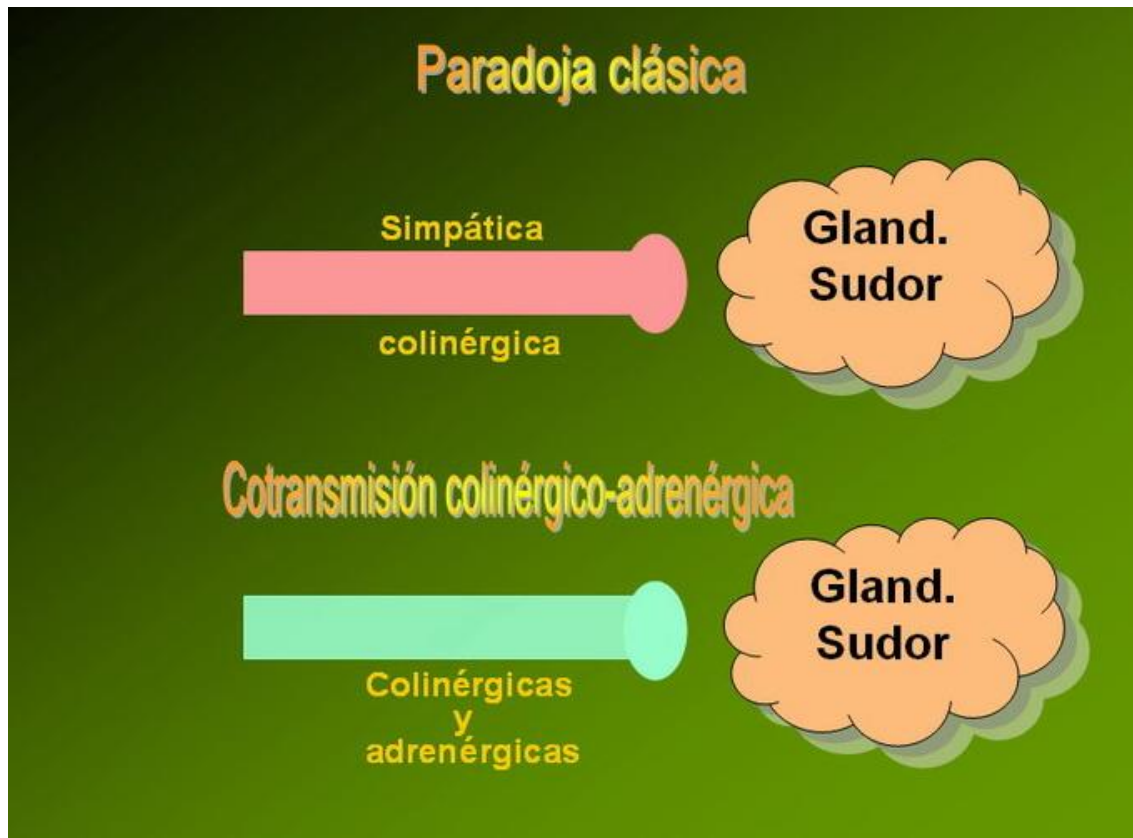 Paradoja clásica
Simpática
colinérgica
Gland.
Sudor
Cotransmisión colinérgico-adrenérgica
Colinérgicas
y
adrenérgicas
Gland.
Sudor